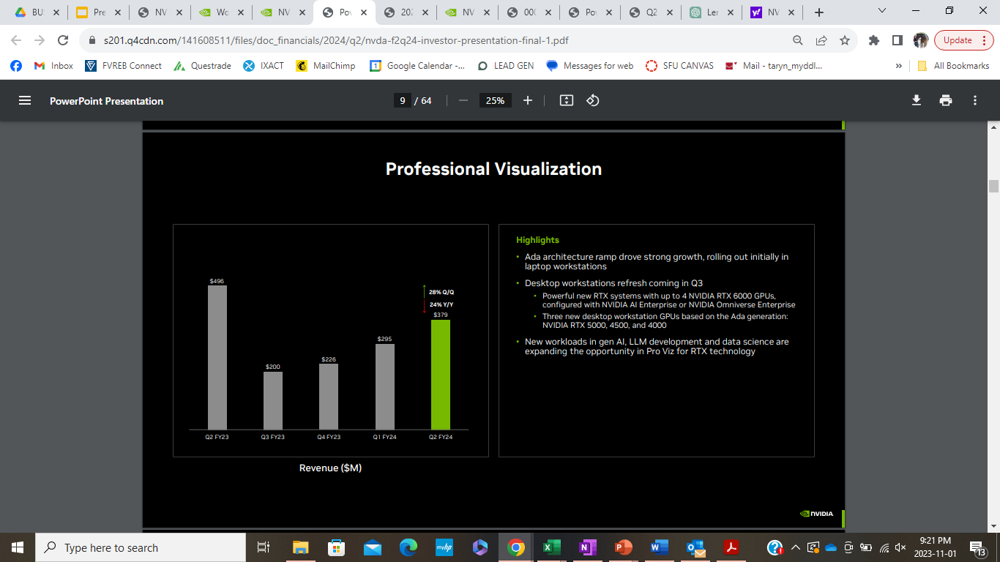 BU
Pre
NV
Wo
NV
Po
202
NV
000
Po
Q2
Ler
NV
s201.q4cdn.com/141608511/files/doc_financials/2024/q2/nvda-f2q24-investor-presentation-final-1.pdf
Update
Inbox
FVREB Connect
Questrade
IXACT
MailChimp
Google Calendar -...
LEAD GEN
Messages for web
SFU CANVAS
Mail - taryn_myddl...
»
All Bookmarks
PowerPoint Presentation
9 / 64
25%
Professional Visualization
$496
$200
$226
$295
28% Q/Q
24% Y/Y
$379
Q2 FY23
Q3 FY23
Q4 FY23
Q1 FY24
Q2 FY24
Revenue ($M)
Highlights
• Ada architecture ramp drove strong growth, rolling out initially in
laptop workstations
• Desktop workstations refresh coming in Q3
• Powerful new RTX systems with up to 4 NVIDIA RTX 6000 GPUs,
configured with NVIDIA AI Enterprise or NVIDIA Omniverse Enterprise
• Three new desktop workstation GPUs based on the Ada generation:
NVIDIA RTX 5000, 4500, and 4000
• New workloads in gen AI, LLM development and data science are
expanding the opportunity in Pro Viz for RTX technology
NVIDIA
Type here to search
myhp
9:21 PM
2023-11-01
13